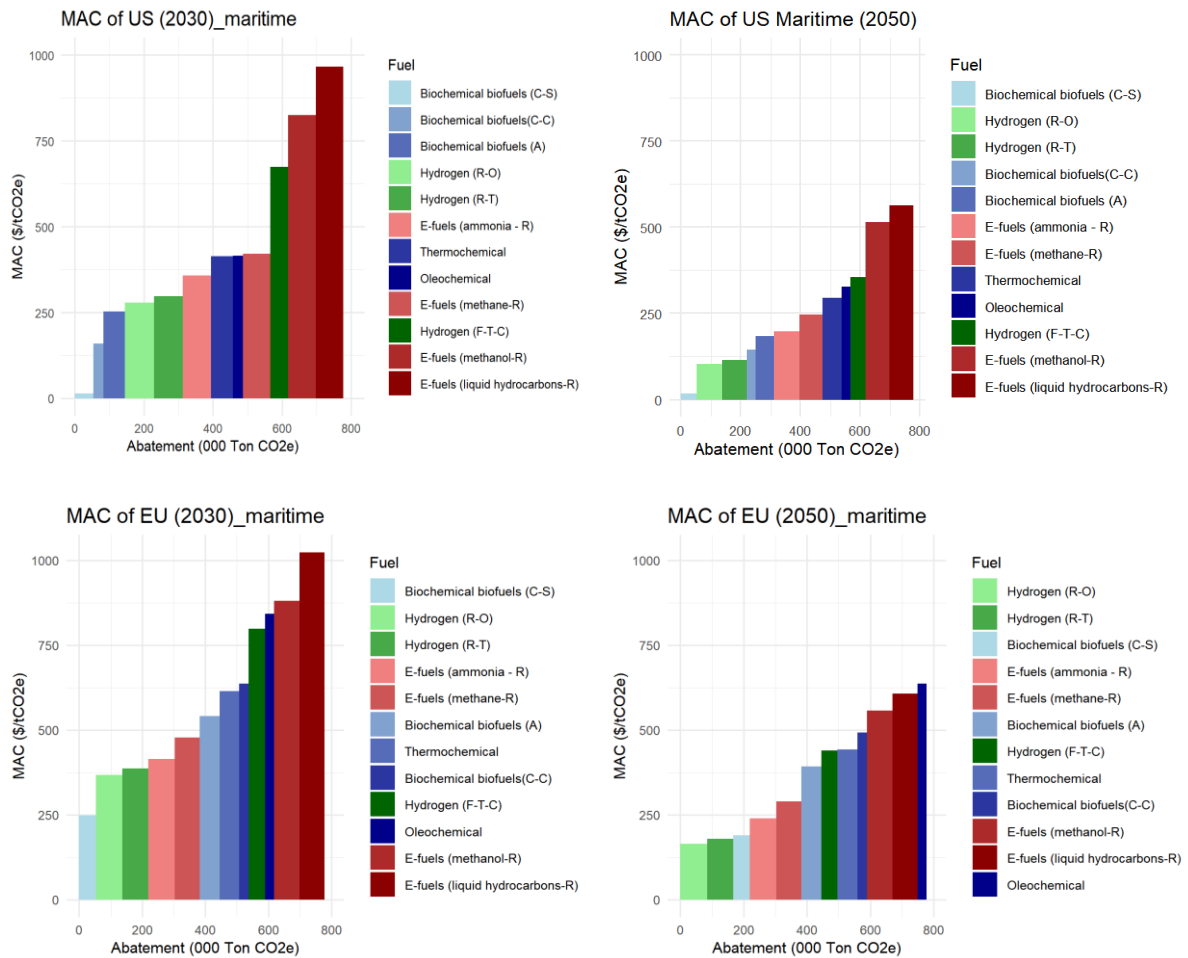 MAC of US (2030)_maritime
MAC ($/tCO2e)
1000
750
500
250
0
0 200 400 600 800
Abatement (000 Ton CO2e)
Fuel
Biochemical biofuels (C-S)
Biochemical biofuels(C-C)
Biochemical biofuels (A)
Hydrogen (R-O)
Hydrogen (R-T)
E-fuels (ammonia - R)
Thermochemical
Oleochemical
E-fuels (methane-R)
Hydrogen (F-T-C)
E-fuels (methanol-R)
E-fuels (liquid hydrocarbons-R)
MAC of US Maritime (2050)
MAC ($/tCO2e)
1000
750
500
250
0
0 200 400 600 800
Abatement (000 Ton CO2e)
Fuel
Biochemical biofuels (C-S)
Hydrogen (R-O)
Hydrogen (R-T)
Biochemical biofuels(C-C)
Biochemical biofuels (A)
E-fuels (ammonia - R)
E-fuels (methane-R)
Thermochemical
Oleochemical
Hydrogen (F-T-C)
E-fuels (methanol-R)
E-fuels (liquid hydrocarbons-R)
MAC of EU (2030)_maritime
MAC ($/tCO2e)
1000
750
500
250
0
0 200 400 600 800
Abatement (000 Ton CO2e)
Fuel
Biochemical biofuels (C-S)
Hydrogen (R-O)
Hydrogen (R-T)
E-fuels (ammonia - R)
E-fuels (methane-R)
Biochemical biofuels (A)
Thermochemical
Biochemical biofuels(C-C)
Hydrogen (F-T-C)
Oleochemical
E-fuels (methanol-R)
E-fuels (liquid hydrocarbons-R)
MAC of EU (2050)_maritime
MAC ($/tCO2e)
1000
750
500
250
0
0 200 400 600 800
Abatement (000 Ton CO2e)
Fuel
Hydrogen (R-O)
Hydrogen (R-T)
Biochemical biofuels (C-S)
E-fuels (ammonia - R)
E-fuels (methane-R)
Biochemical biofuels (A)
Hydrogen (F-T-C)
Thermochemical
Biochemical biofuels(C-C)
E-fuels (methanol-R)
E-fuels (liquid hydrocarbons-R)
Oleochemical